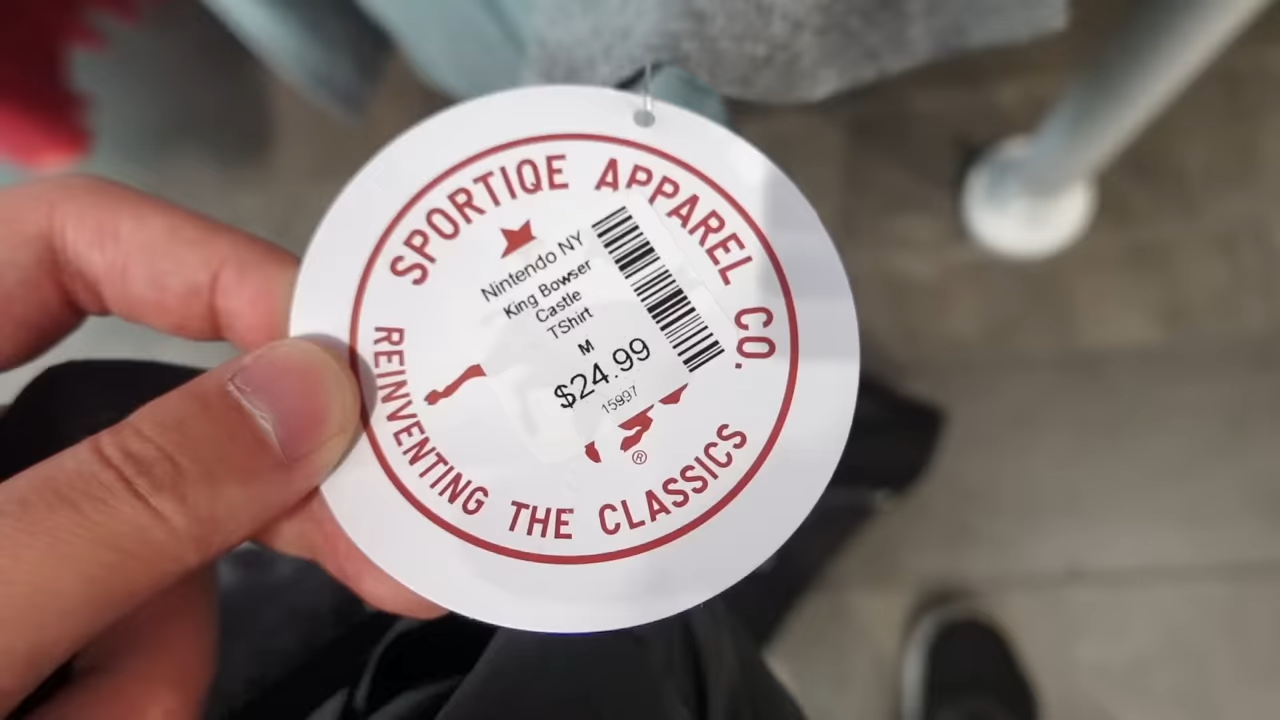 SPORTIQE APPAREL CO.
Nintendo NY
King Bowser
Castle
TShirt
M
$24.99
15997
®
REINVENTING THE CLASSICS